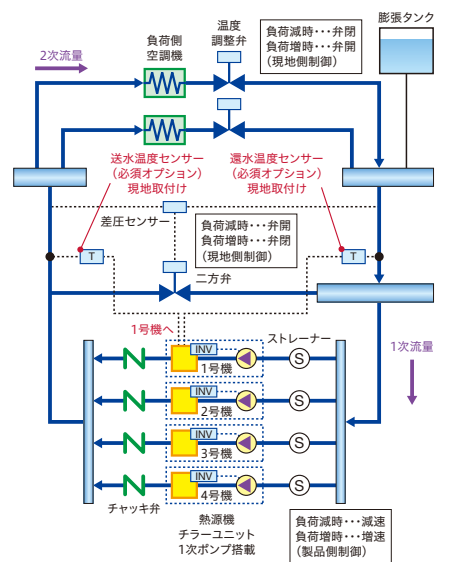 膨張タンク
温度
調整弁
負荷側
空調機
負荷減時・・・弁閉
負荷増時・・・弁開
(現地側制御)
2次流量
送水温度センサー
(必須オプション)
現地取付け
還水温度センサー
(必須オプション)
現地取付け
差圧センサー
負荷減時・・・弁開
負荷増時・・・弁閉
(現地側制御)
T
T
二方弁
1号機へ
ストレーナー
1次流量
INV
1号機
S
INV
2号機
S
INV
3号機
S
INV
4号機
S
チャッキ弁
熱源機
チラーユニット
1次ポンプ搭載
負荷減時・・・減速
負荷増時・・・増速
(製品側制御)